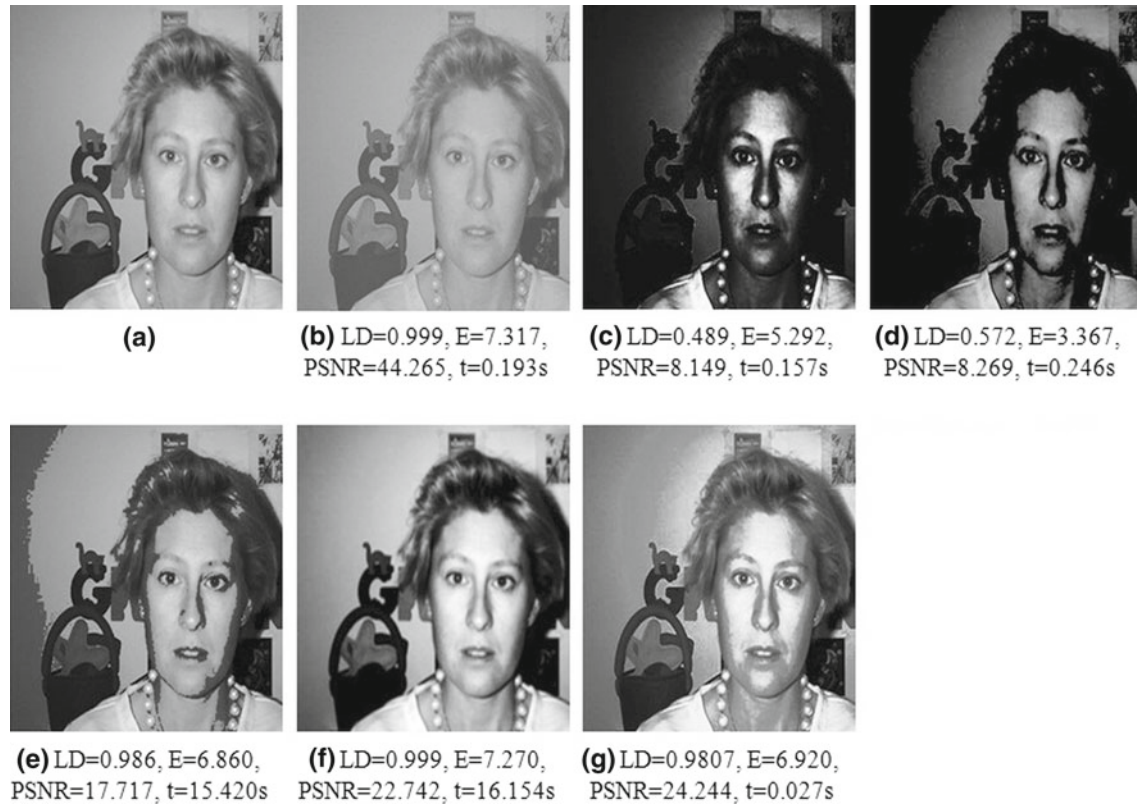 (a)
(b) LD=0.999, E=7.317,
PSNR=44.265, t=0.193s
(c) LD=0.489, E=5.292,
PSNR=8.149, t=0.157s
(d) LD=0.572, E=3.367,
PSNR=8.269, t=0.246s
(e) LD=0.986, E=6.860,
PSNR=17.717, t=15.420s
(f) LD=0.999, E=7.270,
PSNR=22.742, t=16.154s
(g) LD=0.9807, E=6.920,
PSNR=24.244, t=0.027s